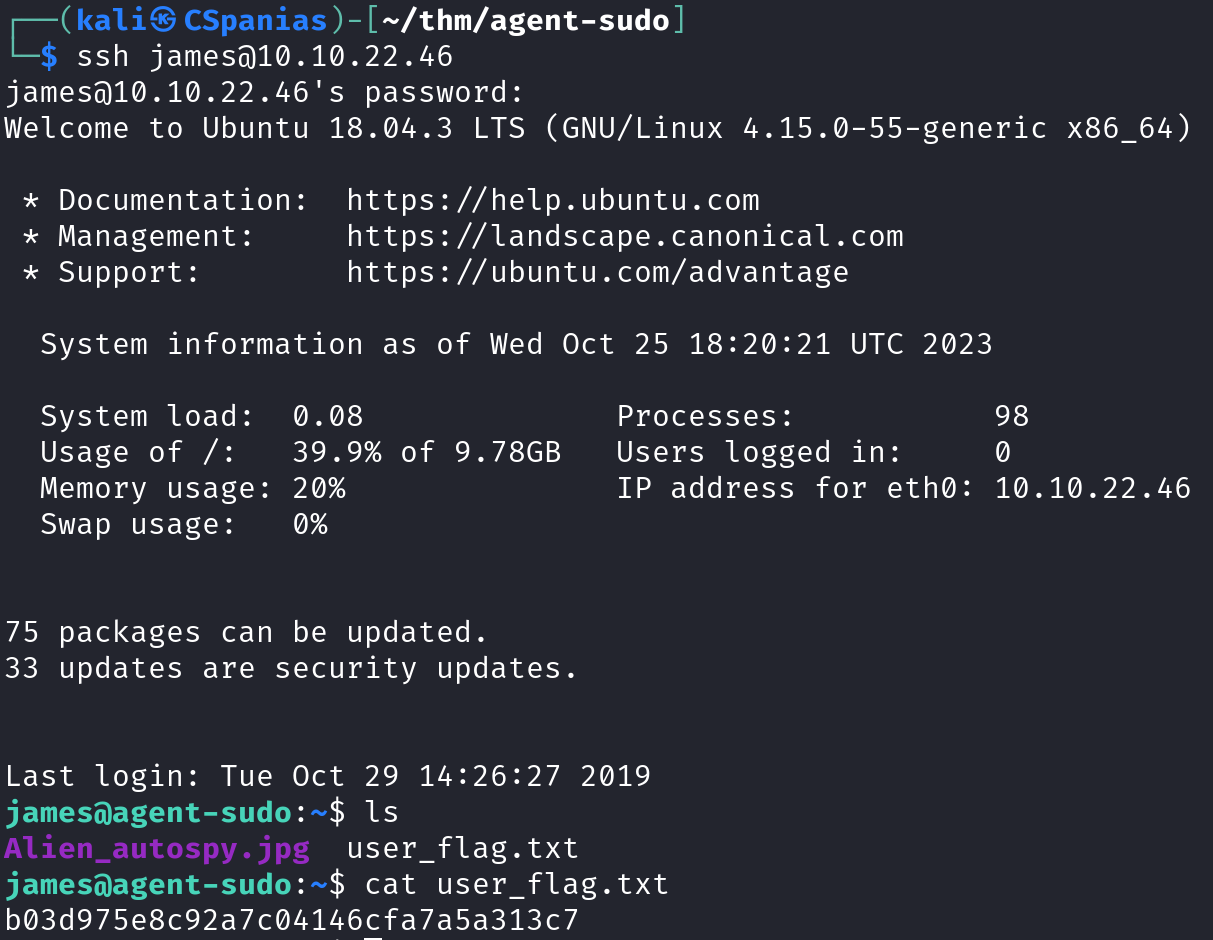 ┌──(kali㉿CSpanias)-[~/thm/agent-sudo]
└─$ ssh james@10.10.22.46
james@10.10.22.46's password:
Welcome to Ubuntu 18.04.3 LTS (GNU/Linux 4.15.0-55-generic x86_64)
* Documentation:  https://help.ubuntu.com
* Management:     https://landscape.canonical.com
* Support:        https://ubuntu.com/advantage
System information as of Wed Oct 25 18:20:21 UTC 2023
System load:  0.08              Processes:           98
Usage of /:   39.9% of 9.78GB   Users logged in:     0
Memory usage: 20%               IP address for eth0: 10.10.22.46
Swap usage:   0%
75 packages can be updated.
33 updates are security updates.
Last login: Tue Oct 29 14:26:27 2019
james@agent-sudo:~$ ls
Alien_autospy.jpg  user_flag.txt
james@agent-sudo:~$ cat user_flag.txt
b03d975e8c92a7c04146cfa7a5a313c7